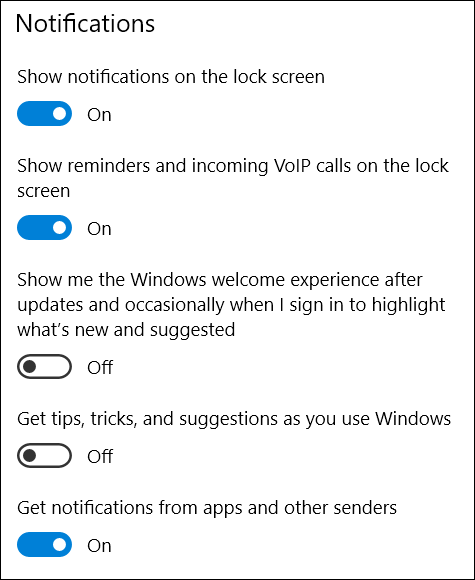 Notifications
Show notifications on the lock screen
On
Show reminders and incoming VoIP calls on the lock
screen
On
Show me the Windows welcome experience after
updates and occasionally when I sign in to highlight
what’s new and suggested
Off
Get tips, tricks, and suggestions as you use Windows
Off
Get notifications from apps and other senders
On